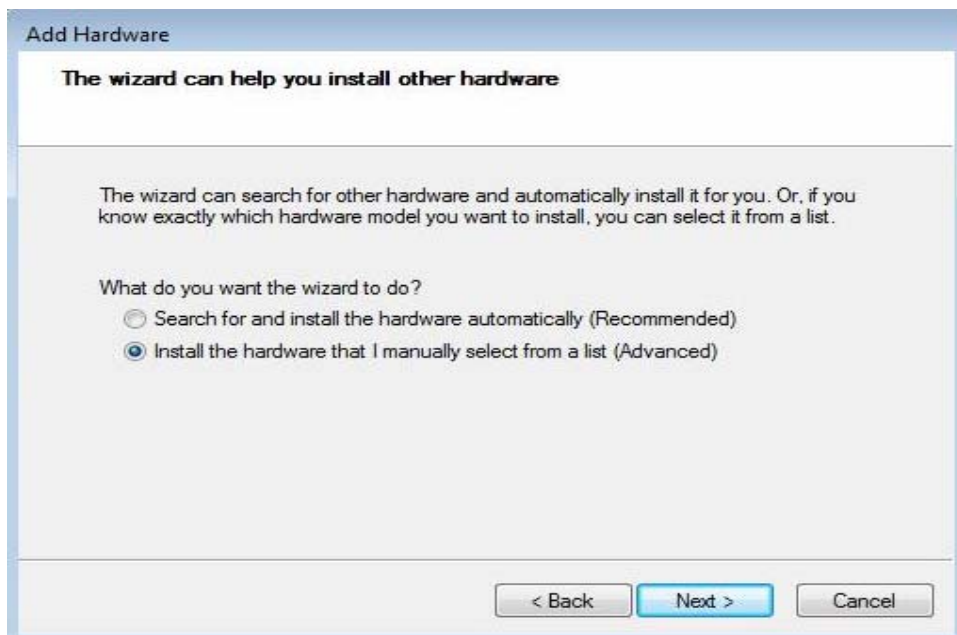 Add Hardware
The wizard can help you install other hardware
The wizard can search for other hardware and automatically install it for you. Or, if you
know exactly which hardware model you want to install, you can select it from a list.
What do you want the wizard to do?
Search for and install the hardware automatically (Recommended)
Install the hardware that I manually select from a list (Advanced)
< Back Next > Cancel